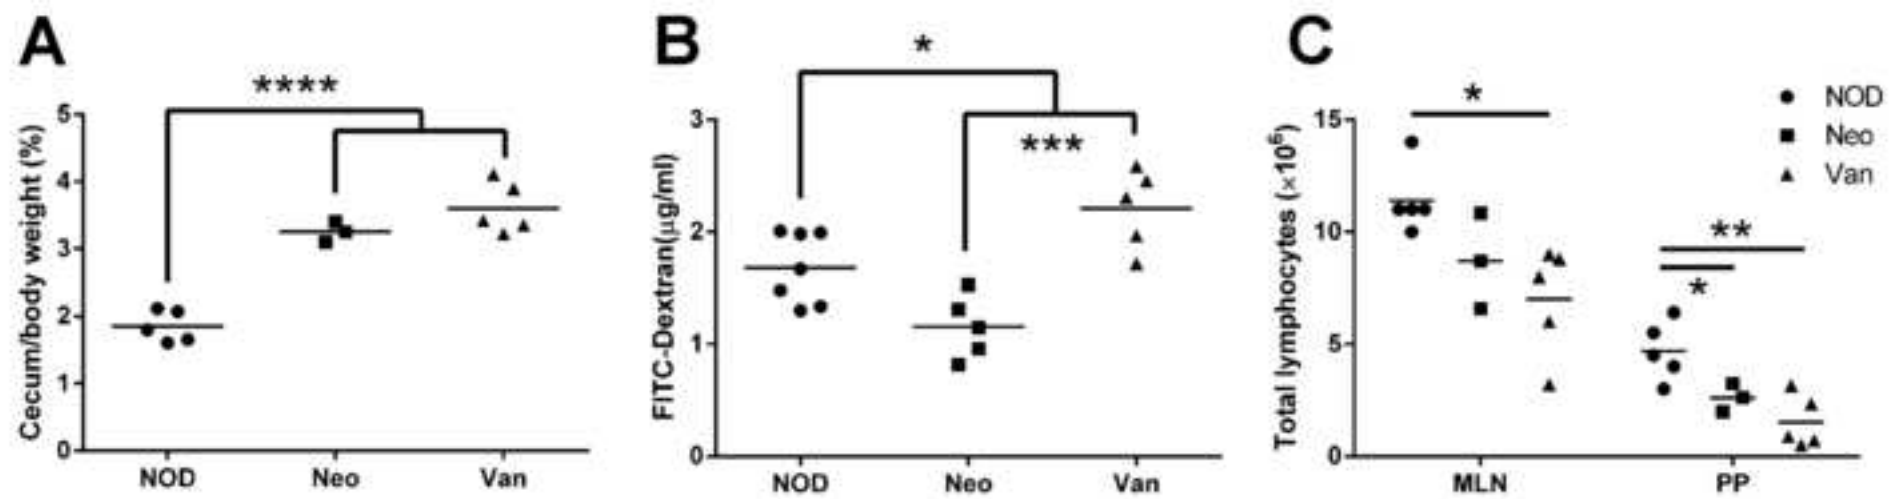 A
Cecum/body weight (%)
5
4
3
2
1
0
****
NOD Neo Van
B
FITC-Dextran(μg/ml)
3
2
1
0
*
***
NOD Neo Van
C
Total lymphocytes (×10⁶)
15
10
5
0
*
**
*
NOD
Neo
Van
MLN PP